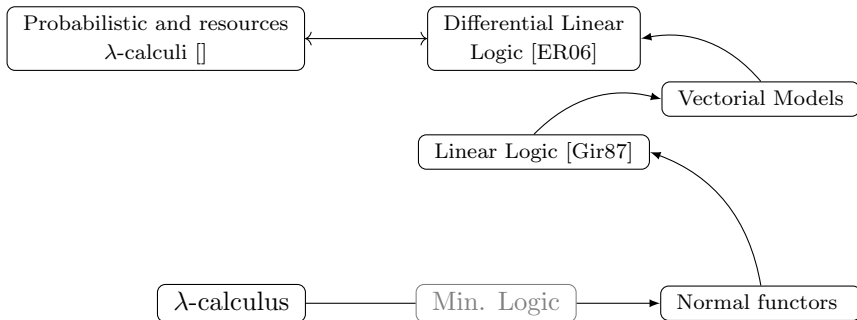 Probabilistic and resources
λ-calculi []
Differential Linear
Logic [ER06]
Vectorial Models
Linear Logic [Gir87]
λ-calculus
Min. Logic
Normal functors